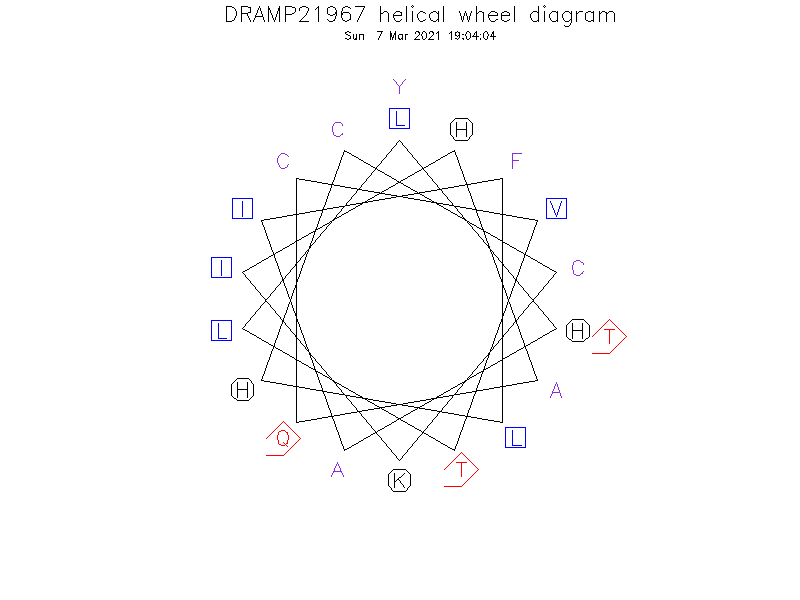 DRAMP21967 helical wheel diagram
Sun 7 Mar 2021 19:04:04
Y
L
C H
C F
I V
I C
L H T
H A
Q L
A K T